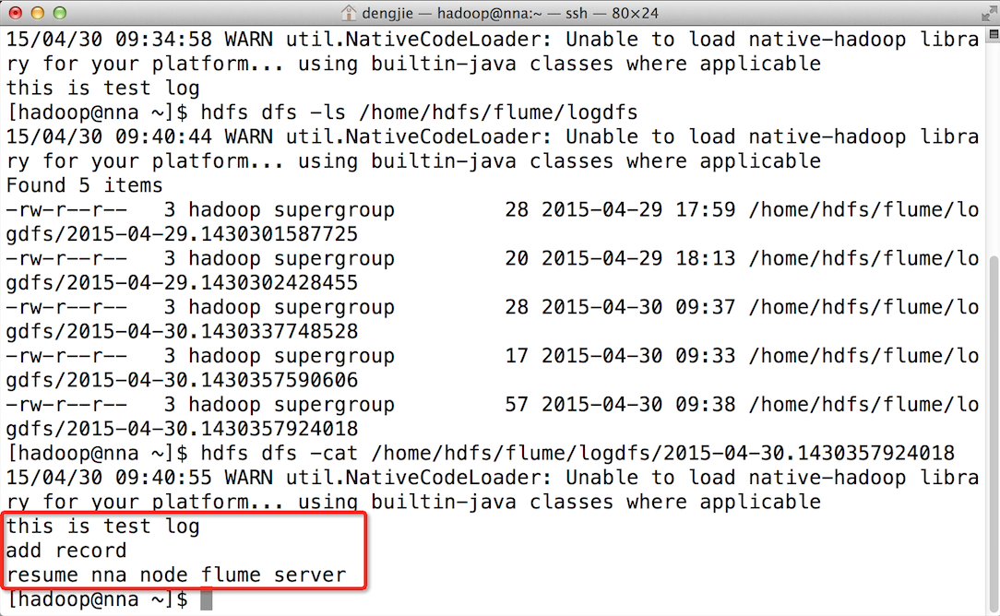 dengjie — hadoop@nna:~ — ssh — 80×24
15/04/30 09:34:58 WARN util.NativeCodeLoader: Unable to load native-hadoop libra
ry for your platform... using builtin-java classes where applicable
this is test log
[hadoop@nna ~]$ hdfs dfs -ls /home/hdfs/flume/logdfs
15/04/30 09:40:44 WARN util.NativeCodeLoader: Unable to load native-hadoop libra
ry for your platform... using builtin-java classes where applicable
Found 5 items
-rw-r--r--   3 hadoop supergroup         28 2015-04-29 17:59 /home/hdfs/flume/lo
gdfs/2015-04-29.1430301587725
-rw-r--r--   3 hadoop supergroup         20 2015-04-29 18:13 /home/hdfs/flume/lo
gdfs/2015-04-29.1430302428455
-rw-r--r--   3 hadoop supergroup         28 2015-04-30 09:37 /home/hdfs/flume/lo
gdfs/2015-04-30.1430337748528
-rw-r--r--   3 hadoop supergroup         17 2015-04-30 09:33 /home/hdfs/flume/lo
gdfs/2015-04-30.1430357590606
-rw-r--r--   3 hadoop supergroup         57 2015-04-30 09:38 /home/hdfs/flume/lo
gdfs/2015-04-30.1430357924018
[hadoop@nna ~]$ hdfs dfs -cat /home/hdfs/flume/logdfs/2015-04-30.1430357924018
15/04/30 09:40:55 WARN util.NativeCodeLoader: Unable to load native-hadoop libra
ry for your platform... using builtin-java classes where applicable
this is test log
add record
resume nna node flume server
[hadoop@nna ~]$